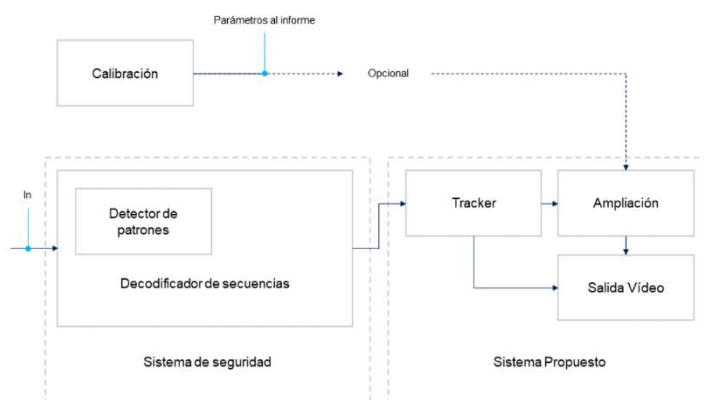 Parámetros al informe
Calibración
Opcional
In
Detector de
patrones
Decodificador de secuencias
Tracker
Ampliación
Salida Vídeo
Sistema de seguridad
Sistema Propuesto